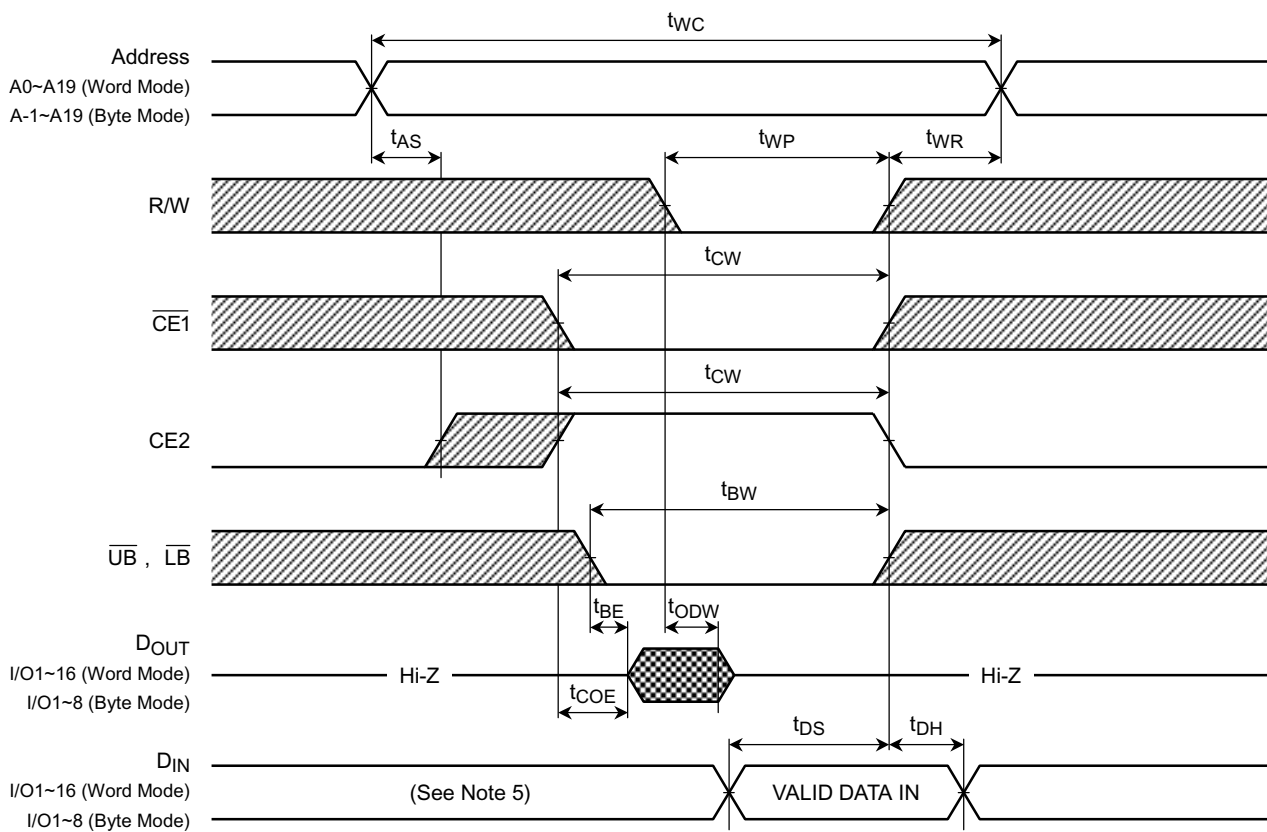 tWC
Address
A0~A19 (Word Mode)
A-1~A19 (Byte Mode)
tAS
tWP
tWR
R/W
tCW
CE1
tCW
CE2
tBW
UB , LB
tBE
tODW
DOUT
I/O1~16 (Word Mode)
Hi-Z
Hi-Z
I/O1~8 (Byte Mode)
tCOE
tDS
tDH
DIN
I/O1~16 (Word Mode)
(See Note 5)
VALID DATA IN
I/O1~8 (Byte Mode)